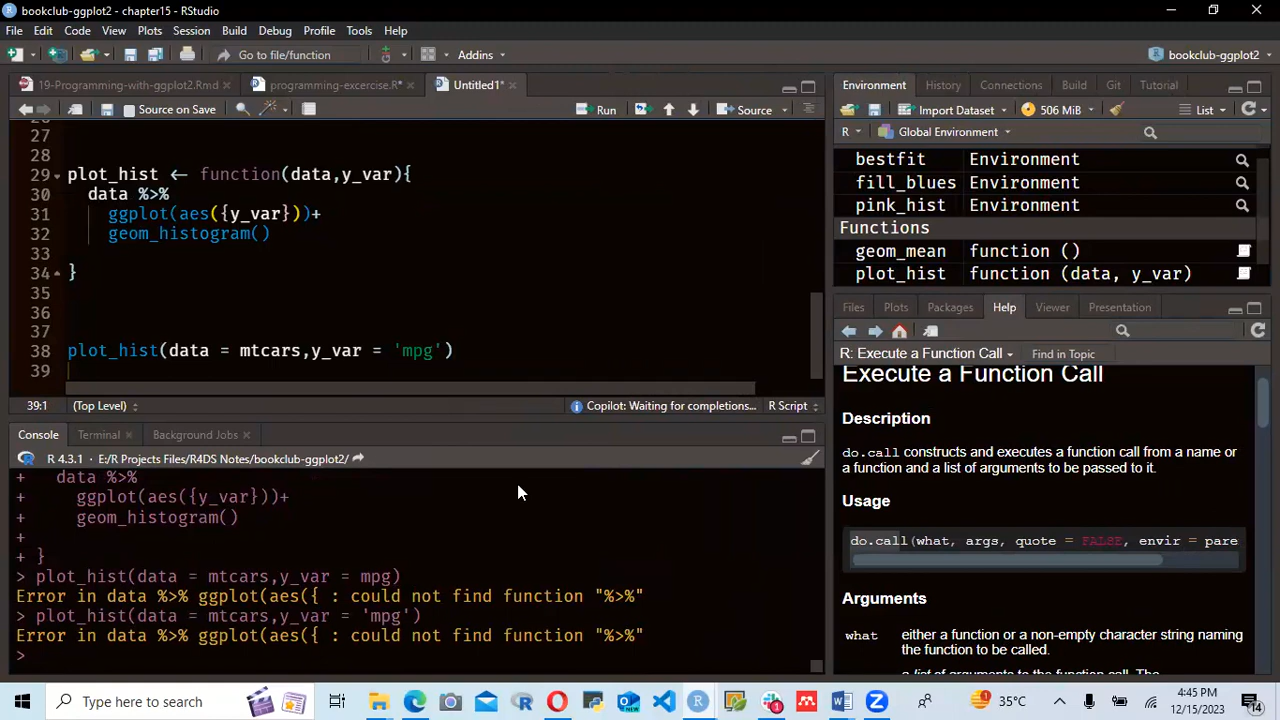 bookclub-ggplot2 - chapter15 - RStudio
File Edit Code View Plots Session Build Debug Profile Tools Help
Go to file/function Addins bookclub-ggplot2
19-Programming-with-ggplot2.Rmd programming-excercise.R* Untitled1*
Source on Save Run Source
27
28
29 plot_hist <- function(data,y_var){
30 data %>%
31 ggplot(aes({y_var}))+
32 geom_histogram()
33
34 }
35
36
37
38 plot_hist(data = mtcars,y_var = 'mpg')
39
39:1 (Top Level) Copilot: Waiting for completions... R Script
Console Terminal Background Jobs
R 4.3.1 · E:/R Projects Files/R4DS Notes/bookclub-ggplot2/
+ data %>%
+ ggplot(aes({y_var}))+
+ geom_histogram()
+
+ }
> plot_hist(data = mtcars,y_var = mpg)
Error in data %>% ggplot(aes({ : could not find function "%>%"
> plot_hist(data = mtcars,y_var = 'mpg')
Error in data %>% ggplot(aes({ : could not find function "%>%"
>
Environment History Connections Build Git Tutorial
Import Dataset 506 MiB List
R Global Environment
bestfit Environment
fill_blues Environment
pink_hist Environment
Functions
geom_mean function ()
plot_hist function (data, y_var)
Files Plots Packages Help Viewer Presentation
R: Execute a Function Call Find in Topic
Execute a Function Call
Description
do.call constructs and executes a function call from a name or
a function and a list of arguments to be passed to it.
Usage
do.call(what, args, quote = FALSE, envir = pare
Arguments
what either a function or a non-empty character string naming
the function to be called.
a list of arguments to the function call. The
Type here to search 35°C 4:45 PM
12/15/2023